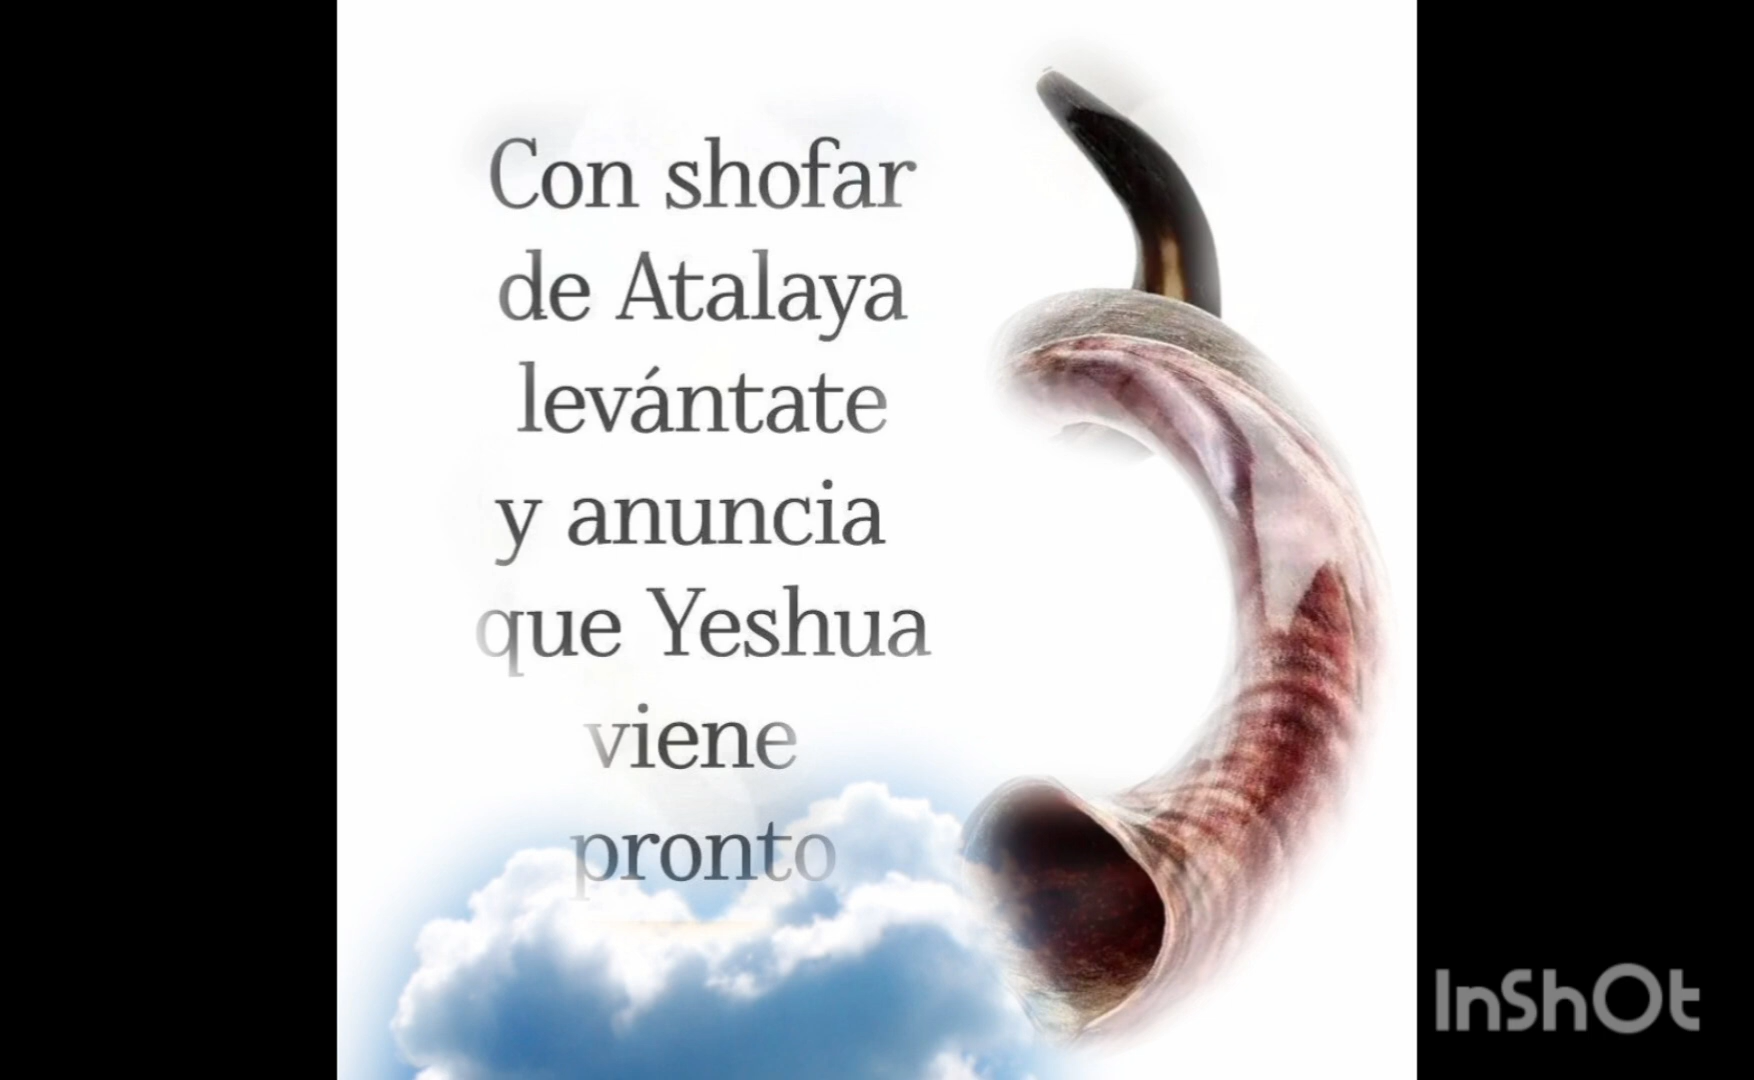 Con shofar
de Atalaya
levántate
y anuncia
que Yeshua
viene
pronto
InShOt